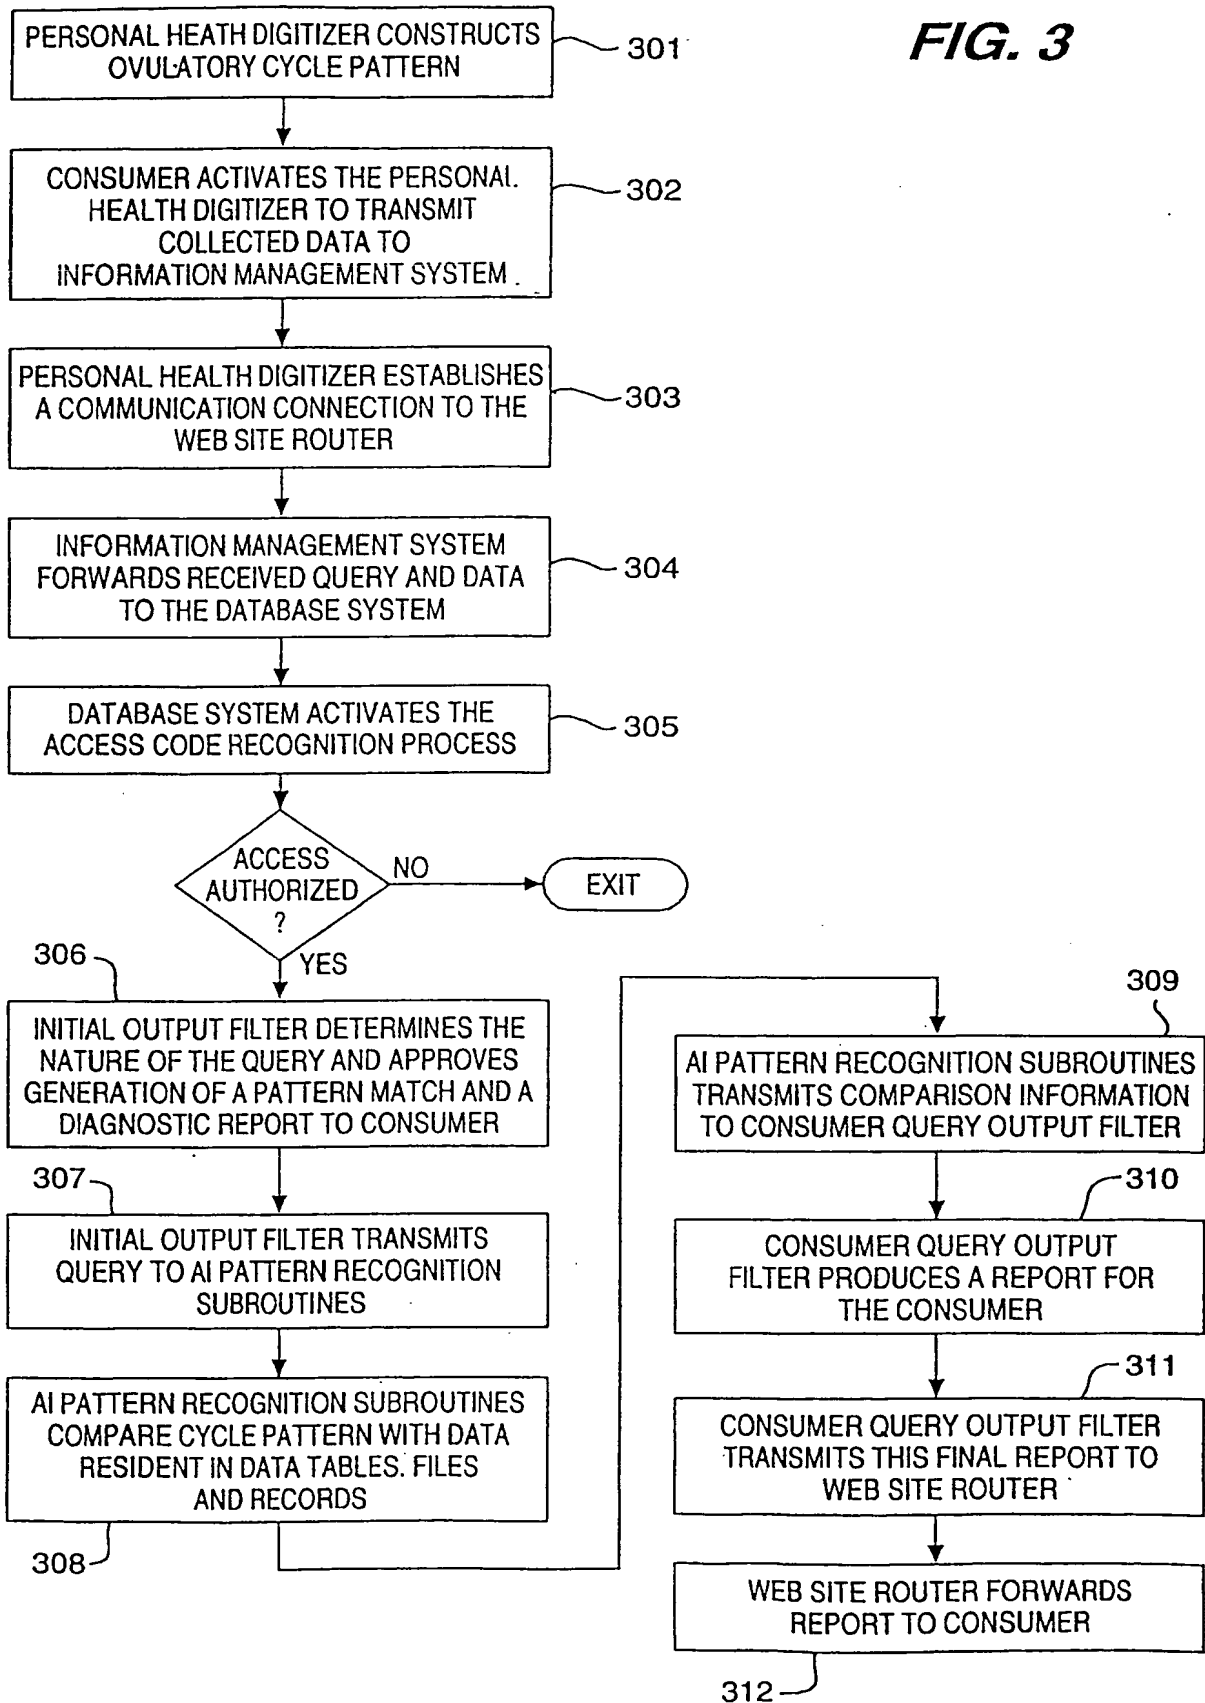 FIG. 3
PERSONAL HEATH DIGITIZER CONSTRUCTS
OVULATORY CYCLE PATTERN
301
CONSUMER ACTIVATES THE PERSONAL
HEALTH DIGITIZER TO TRANSMIT
COLLECTED DATA TO
INFORMATION MANAGEMENT SYSTEM.
302
PERSONAL HEALTH DIGITIZER ESTABLISHES
A COMMUNICATION CONNECTION TO THE
WEB SITE ROUTER
303
INFORMATION MANAGEMENT SYSTEM
FORWARDS RECEIVED QUERY AND DATA
TO THE DATABASE SYSTEM
304
DATABASE SYSTEM ACTIVATES THE
ACCESS CODE RECOGNITION PROCESS
305
ACCESS
AUTHORIZED
?
NO
EXIT
YES
306
INITIAL OUTPUT FILTER DETERMINES THE
NATURE OF THE QUERY AND APPROVES
GENERATION OF A PATTERN MATCH AND A
DIAGNOSTIC REPORT TO CONSUMER
307
INITIAL OUTPUT FILTER TRANSMITS
QUERY TO AI PATTERN RECOGNITION
SUBROUTINES
AI PATTERN RECOGNITION SUBROUTINES
COMPARE CYCLE PATTERN WITH DATA
RESIDENT IN DATA TABLES. FILES
AND RECORDS
308
309
AI PATTERN RECOGNITION SUBROUTINES
TRANSMITS COMPARISON INFORMATION
TO CONSUMER QUERY OUTPUT FILTER
310
CONSUMER QUERY OUTPUT
FILTER PRODUCES A REPORT FOR
THE CONSUMER
311
CONSUMER QUERY OUTPUT FILTER
TRANSMITS THIS FINAL REPORT TO
WEB SITE ROUTER
WEB SITE ROUTER FORWARDS
REPORT TO CONSUMER
312